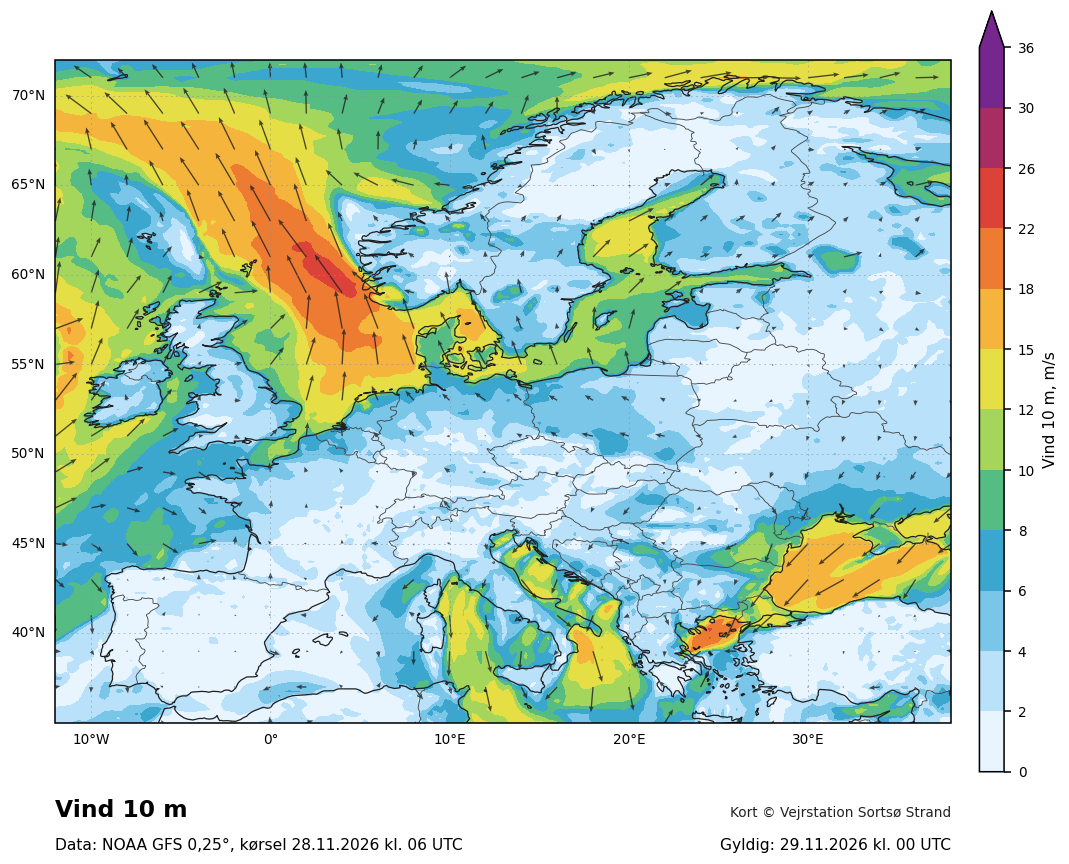 36
30
26
22
18
15
12
10
8
6
4
2
0
Vind 10 m, m/s
70°N
65°N
60°N
55°N
50°N
45°N
40°N
10°W
0°
10°E
20°E
30°E
Vind 10 m
Kort © Vejrstation Sortsø Strand
Data: NOAA GFS 0,25°, kørsel 28.11.2026 kl. 06 UTC
Gyldig: 29.11.2026 kl. 00 UTC